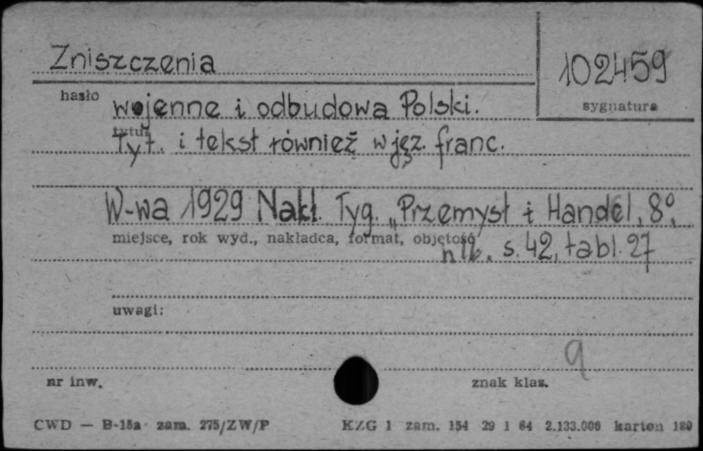 Zniszczenia
102459
hasło
sygnatura
wojenne i odbudowa Polski.
tytuł
Tyt. i tekst również w jęz. franc.
W-wa 1929 Nakł. Tyg. „Przemysł i Handel, 8°,
miejsce, rok wyd., nakładca, format, objętość
nlb. s. 42, tabl. 27
uwagi:
nr inw.
znak klas.
CWD — B-15a zam. 275/ZW/P KZG 1 zam. 154 29 1 64 2.133.000 karton 180